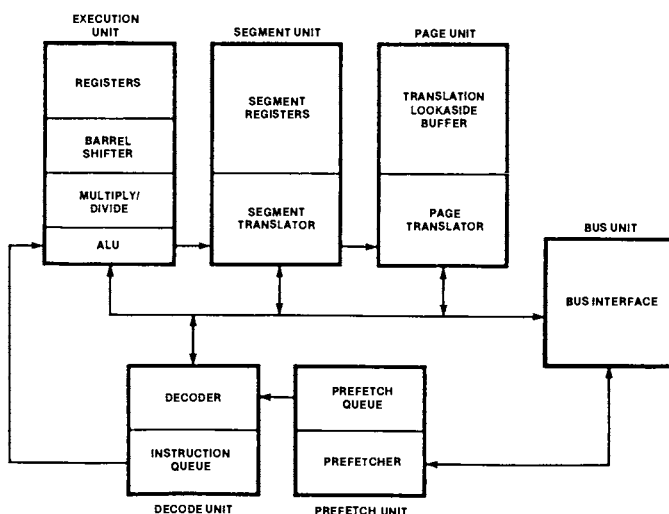 EXECUTION
UNIT
SEGMENT UNIT
PAGE UNIT
REGISTERS
BARREL
SHIFTER
MULTIPLY/
DIVIDE
ALU
SEGMENT
REGISTERS
SEGMENT
TRANSLATOR
TRANSLATION
LOOKASIDE
BUFFER
PAGE
TRANSLATOR
BUS UNIT
BUS INTERFACE
DECODER
INSTRUCTION
QUEUE
DECODE UNIT
PREFETCH
QUEUE
PREFETCHER
PREFETCH UNIT